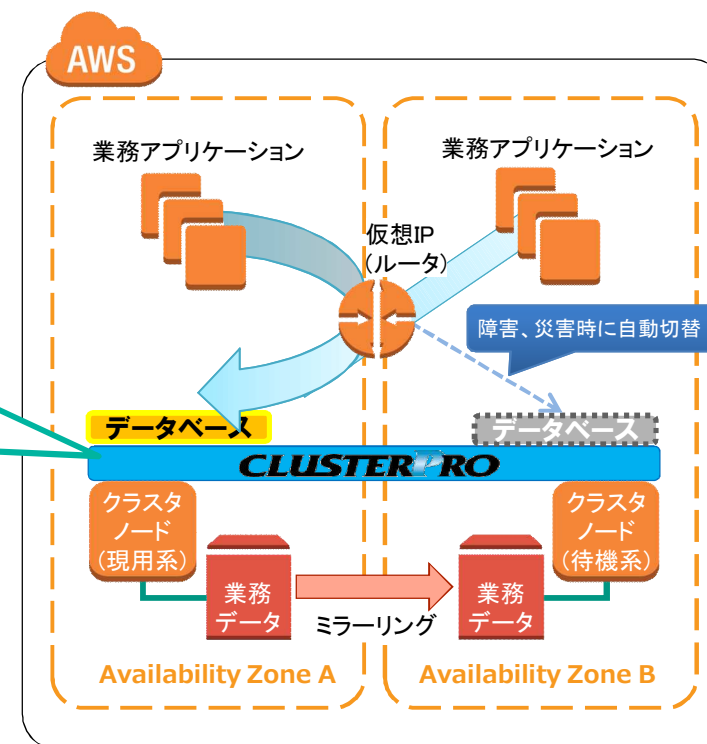 AWS
業務アプリケーション
業務アプリケーション
仮想IP
(ルータ)
障害、災害時に自動切替
データベース
データベース
CLUSTERPRO
クラスタ
ノード
(現用系)
クラスタ
ノード
(待機系)
業務
データ
業務
データ
ミラーリング
Availability Zone A
Availability Zone B